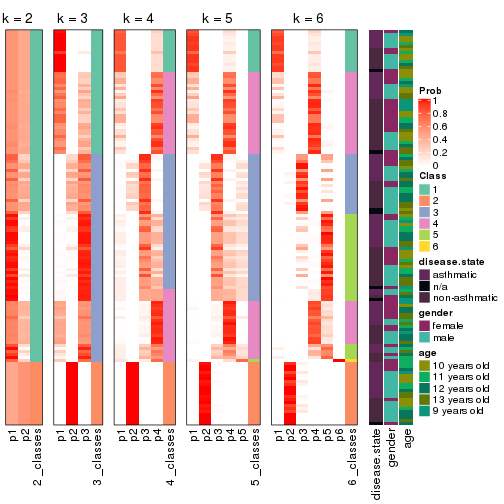 k = 2
k = 3
k = 4
k = 5
k = 6
Prob
1
0.8
0.6
0.4
0.2
0
Class
1
2
3
4
5
6
disease.state
asthmatic
n/a
non-asthmatic
gender
female
male
age
10 years old
11 years old
12 years old
13 years old
9 years old
p1
p2
2_classes
p1
p2
p3
3_classes
p1
p2
p3
p4
4_classes
p1
p2
p3
p4
p5
5_classes
p1
p2
p3
p4
p5
p6
6_classes
disease.state
gender
age